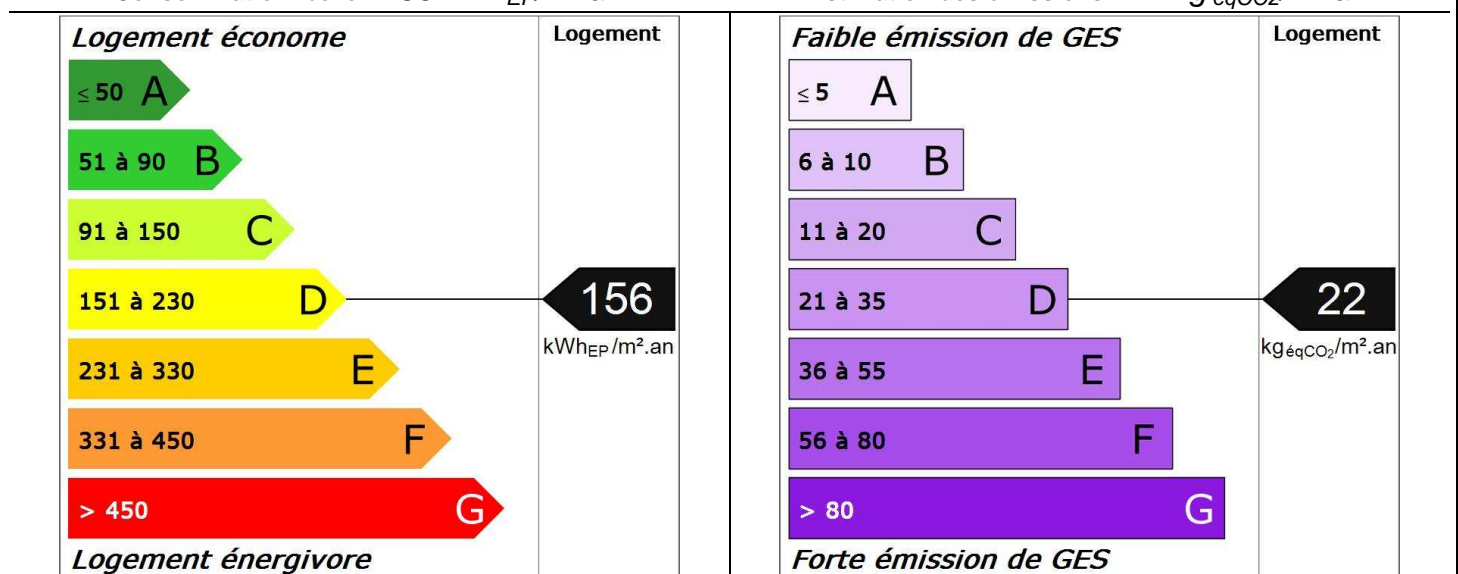 Logement économe
Logement
≤ 50 A
51 à 90 B
91 à 150 C
151 à 230 D
156
kWhEP/m².an
231 à 330 E
331 à 450 F
> 450 G
Logement énergivore
Faible émission de GES
Logement
≤ 5 A
6 à 10 B
11 à 20 C
21 à 35 D
22
kgéqCO2/m².an
36 à 55 E
56 à 80 F
> 80 G
Forte émission de GES